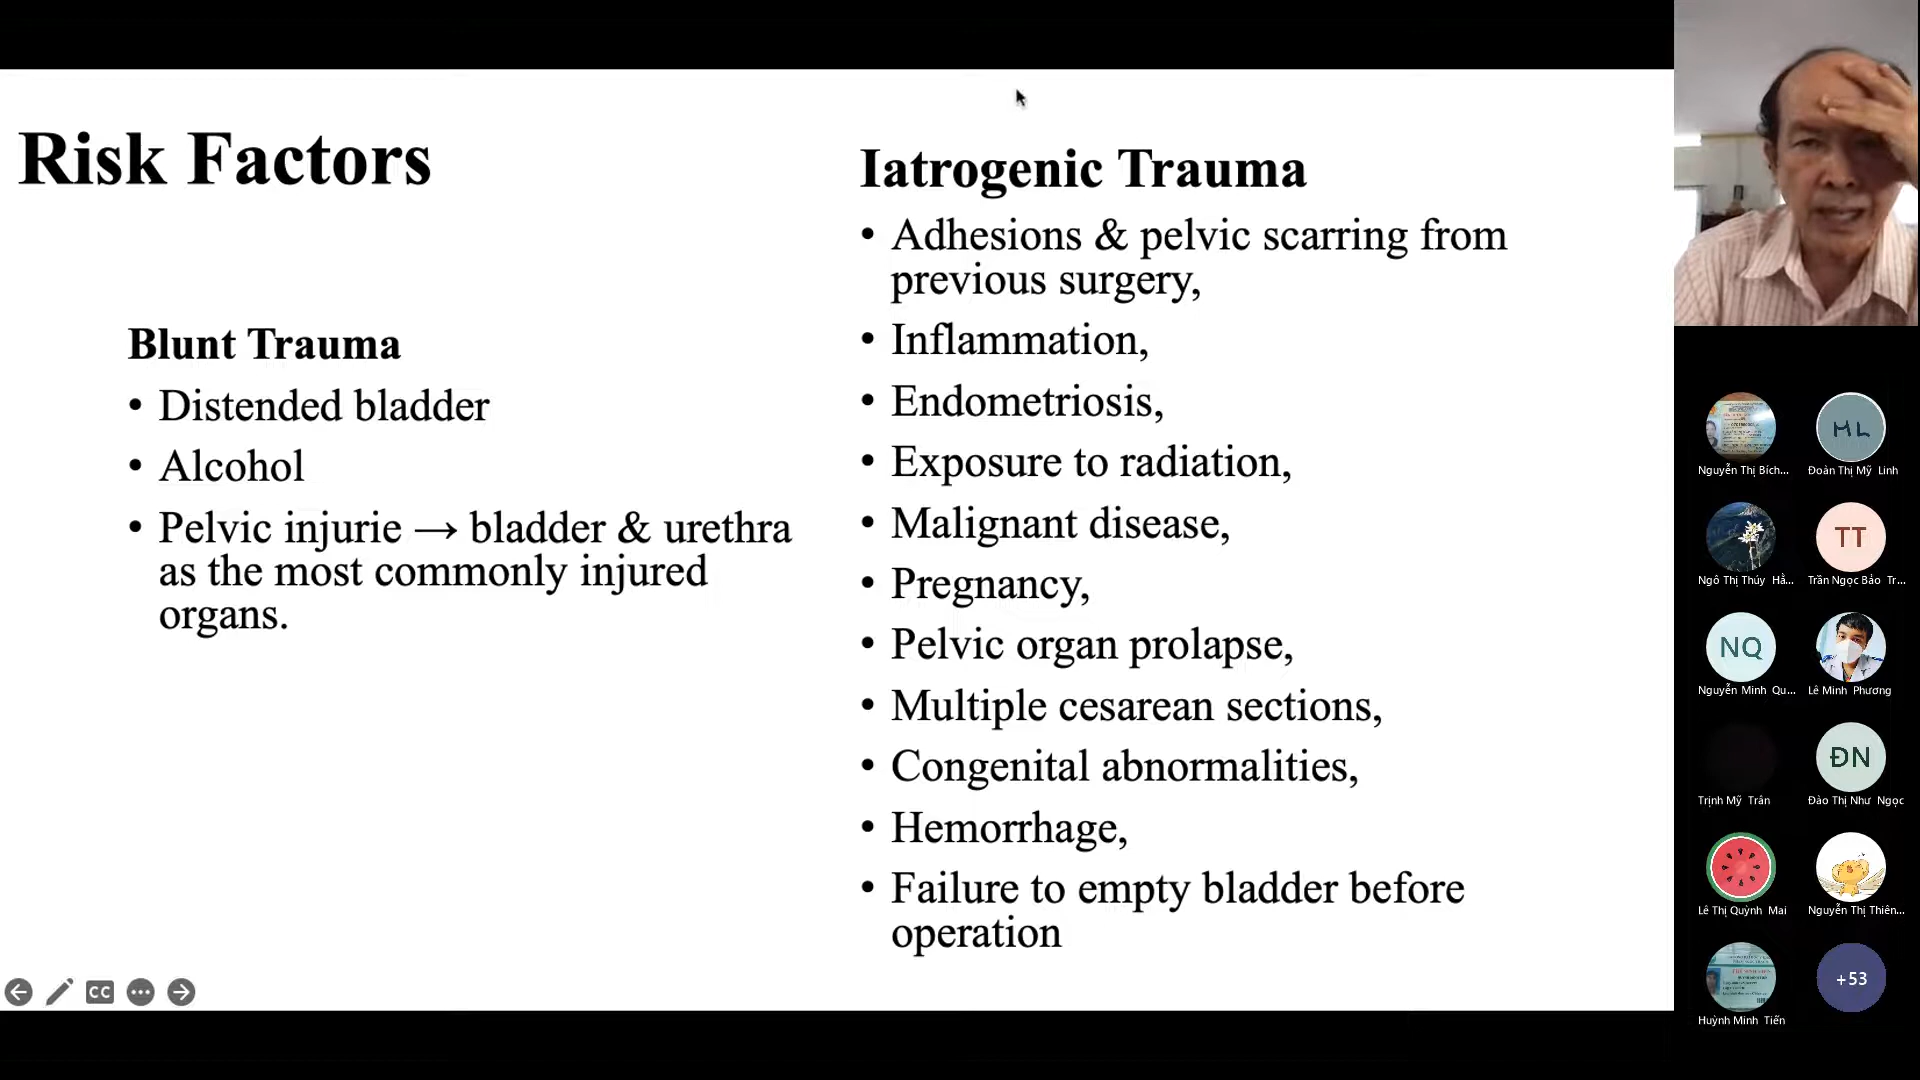 Risk Factors
Blunt Trauma
• Distended bladder
• Alcohol
• Pelvic injurie → bladder & urethra
as the most commonly injured
organs.
Iatrogenic Trauma
• Adhesions & pelvic scarring from
previous surgery,
• Inflammation,
• Endometriosis,
• Exposure to radiation,
• Malignant disease,
• Pregnancy,
• Pelvic organ prolapse,
• Multiple cesarean sections,
• Congenital abnormalities,
• Hemorrhage,
• Failure to empty bladder before
operation
CC
ML
Nguyễn Thị Bích...
Đoàn Thị Mỹ Linh
TT
Ngô Thị Thúy Hằ...
Trần Ngọc Bảo Tr...
NQ
Nguyễn Minh Qu...
Lê Minh Phương
ĐN
Trịnh Mỹ Trân
Đào Thị Như Ngọc
Lê Thị Quỳnh Mai
Nguyễn Thị Thiên...
+53
Huỳnh Minh Tiến